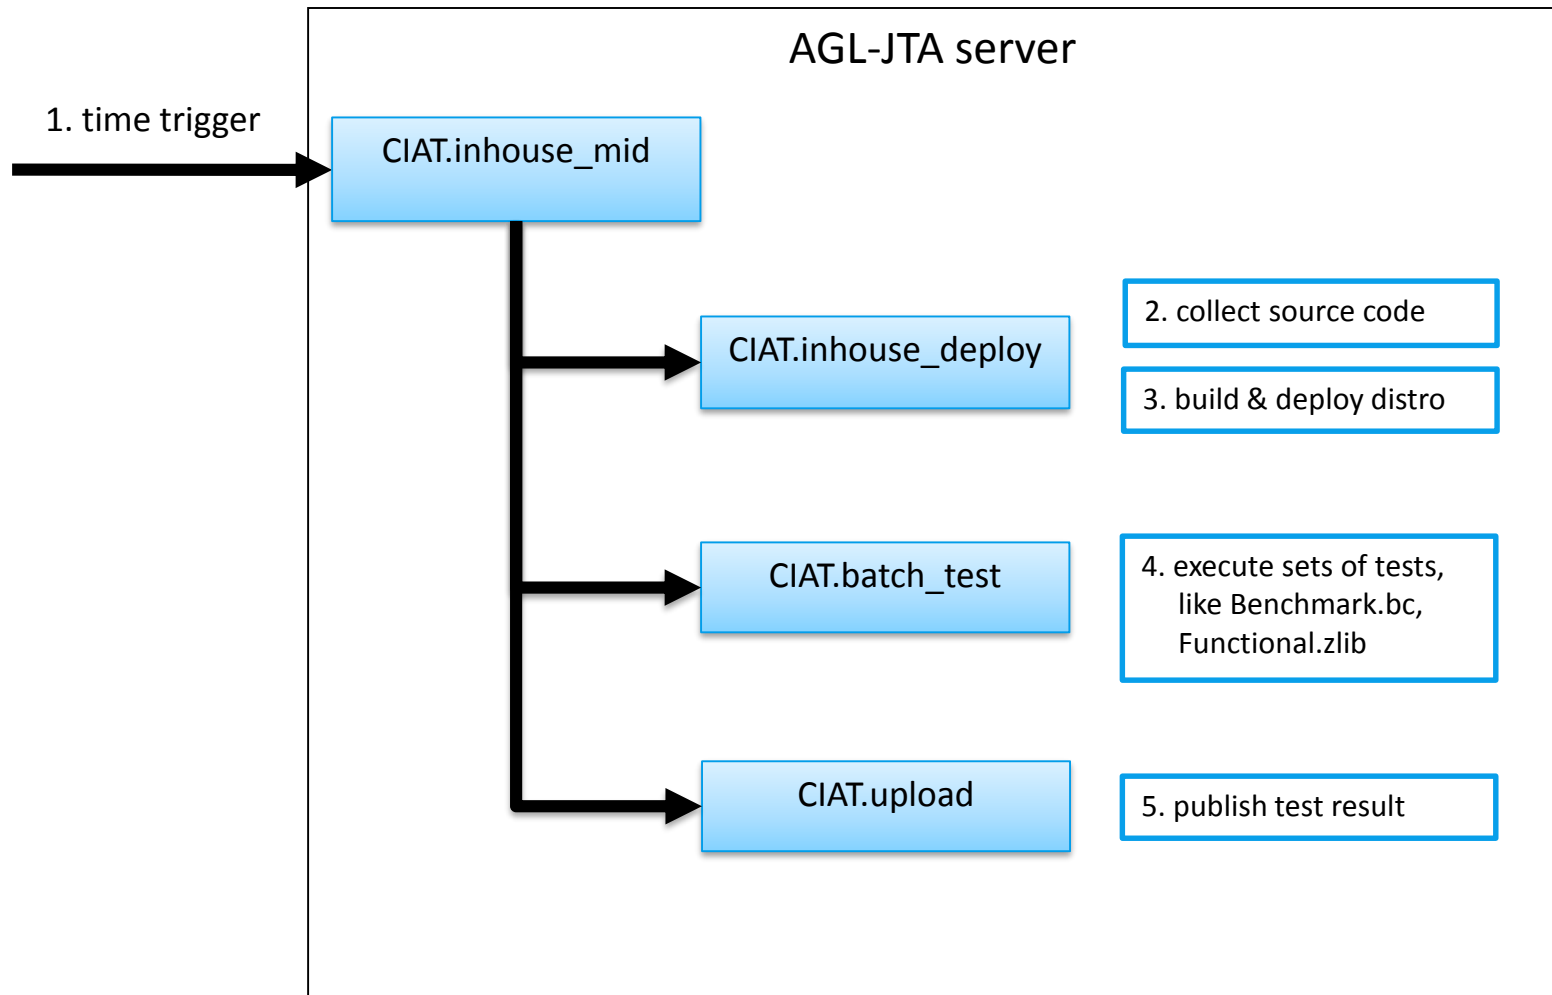 AGL-JTA server
1. time trigger
CIAT.inhouse_mid
2. collect source code
CIAT.inhouse_deploy
3. build & deploy distro
CIAT.batch_test
4. execute sets of tests,
like Benchmark.bc,
Functional.zlib
CIAT.upload
5. publish test result